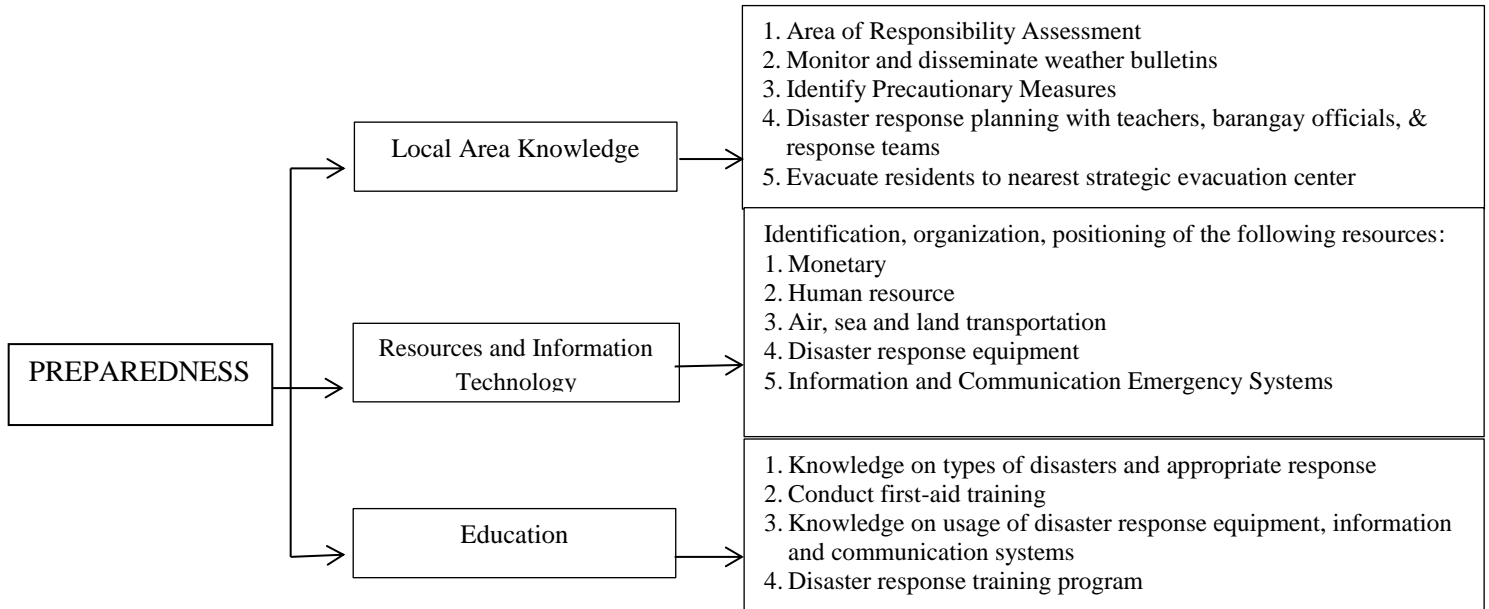 PREPAREDNESS
Local Area Knowledge
1. Area of Responsibility Assessment
2. Monitor and disseminate weather bulletins
3. Identify Precautionary Measures
4. Disaster response planning with teachers, barangay officials, &
response teams
5. Evacuate residents to nearest strategic evacuation center
Resources and Information
Technology
Identification, organization, positioning of the following resources:
1. Monetary
2. Human resource
3. Air, sea and land transportation
4. Disaster response equipment
5. Information and Communication Emergency Systems
Education
1. Knowledge on types of disasters and appropriate response
2. Conduct first-aid training
3. Knowledge on usage of disaster response equipment, information
and communication systems
4. Disaster response training program